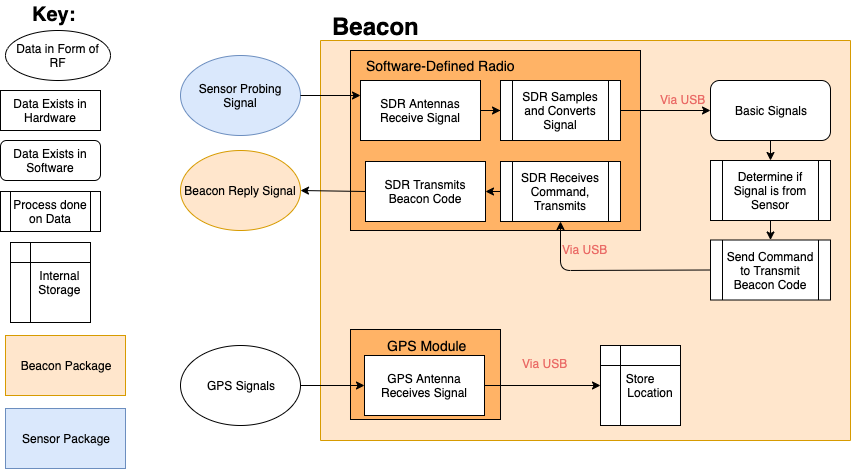 Key:
Data in Form of
RF
Data Exists in
Hardware
Data Exists in
Software
Process done
on Data
Internal
Storage
Beacon Package
Sensor Package
Beacon
Sensor Probing
Signal
Software-Defined Radio
SDR Antennas
Receive Signal
SDR Samples
and Converts
Signal
Via USB
Basic Signals
Determine if
Signal is from
Sensor
Send Command
to Transmit
Beacon Code
Via USB
SDR Receives
Command,
Transmits
SDR Transmits
Beacon Code
Beacon Reply Signal
GPS Signals
GPS Module
GPS Antenna
Receives Signal
Via USB
Store
Location